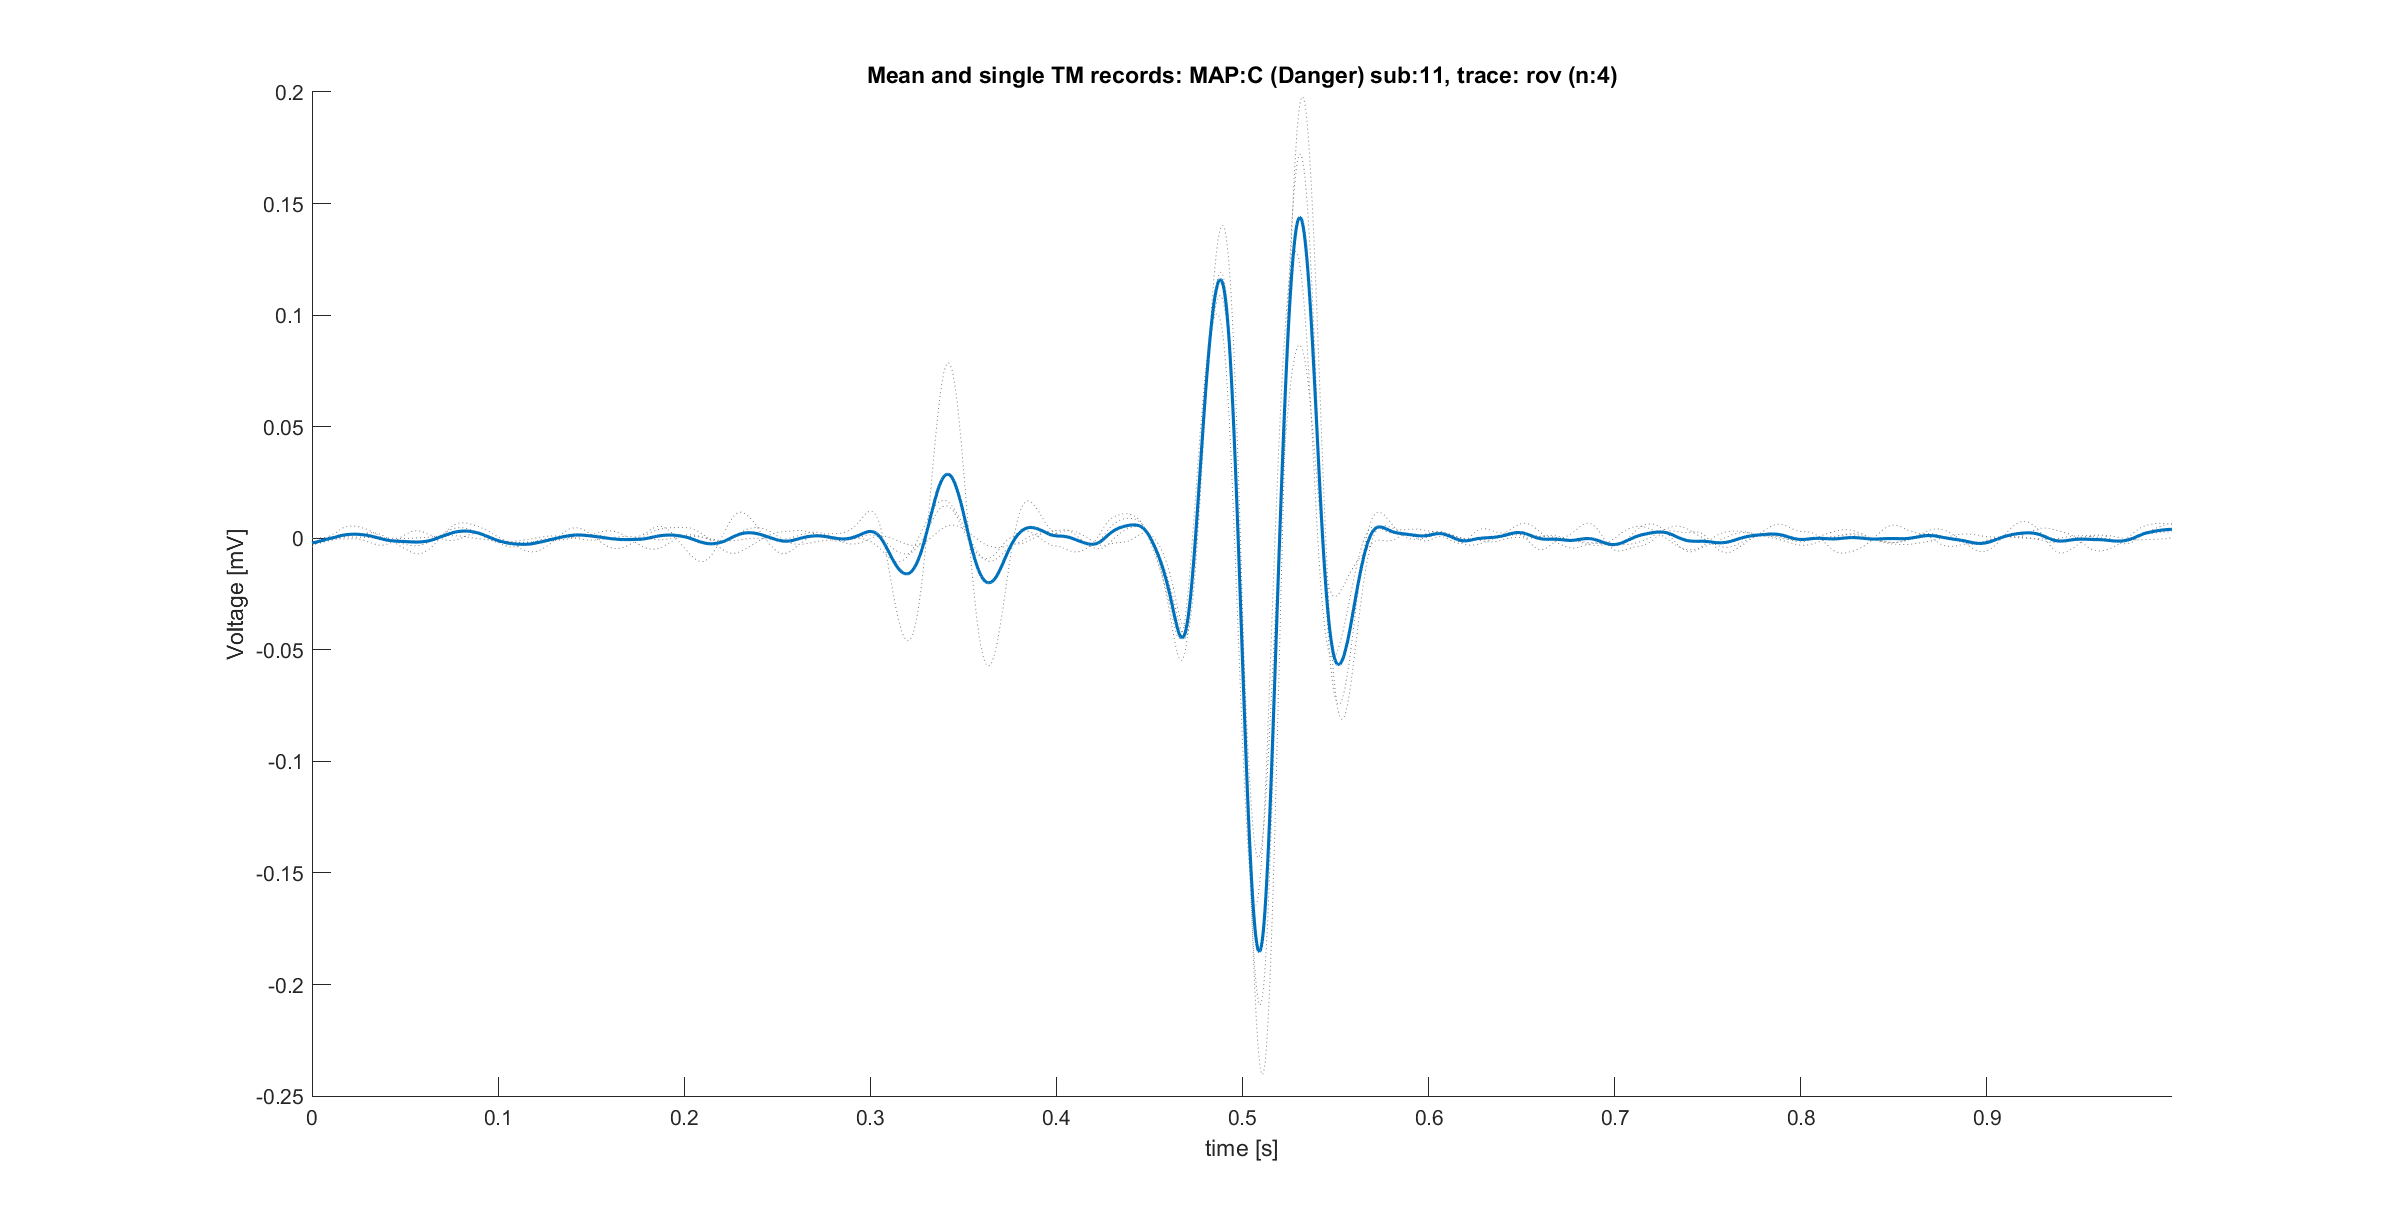 Mean and single TM records: MAP:C (Danger) sub:11, trace: rov (n:4)
0.2
0.15
0.1
0.05
0
-0.05
-0.1
-0.15
-0.2
-0.25
Voltage [mV]
0 0.1 0.2 0.3 0.4 0.5 0.6 0.7 0.8 0.9
time [s]